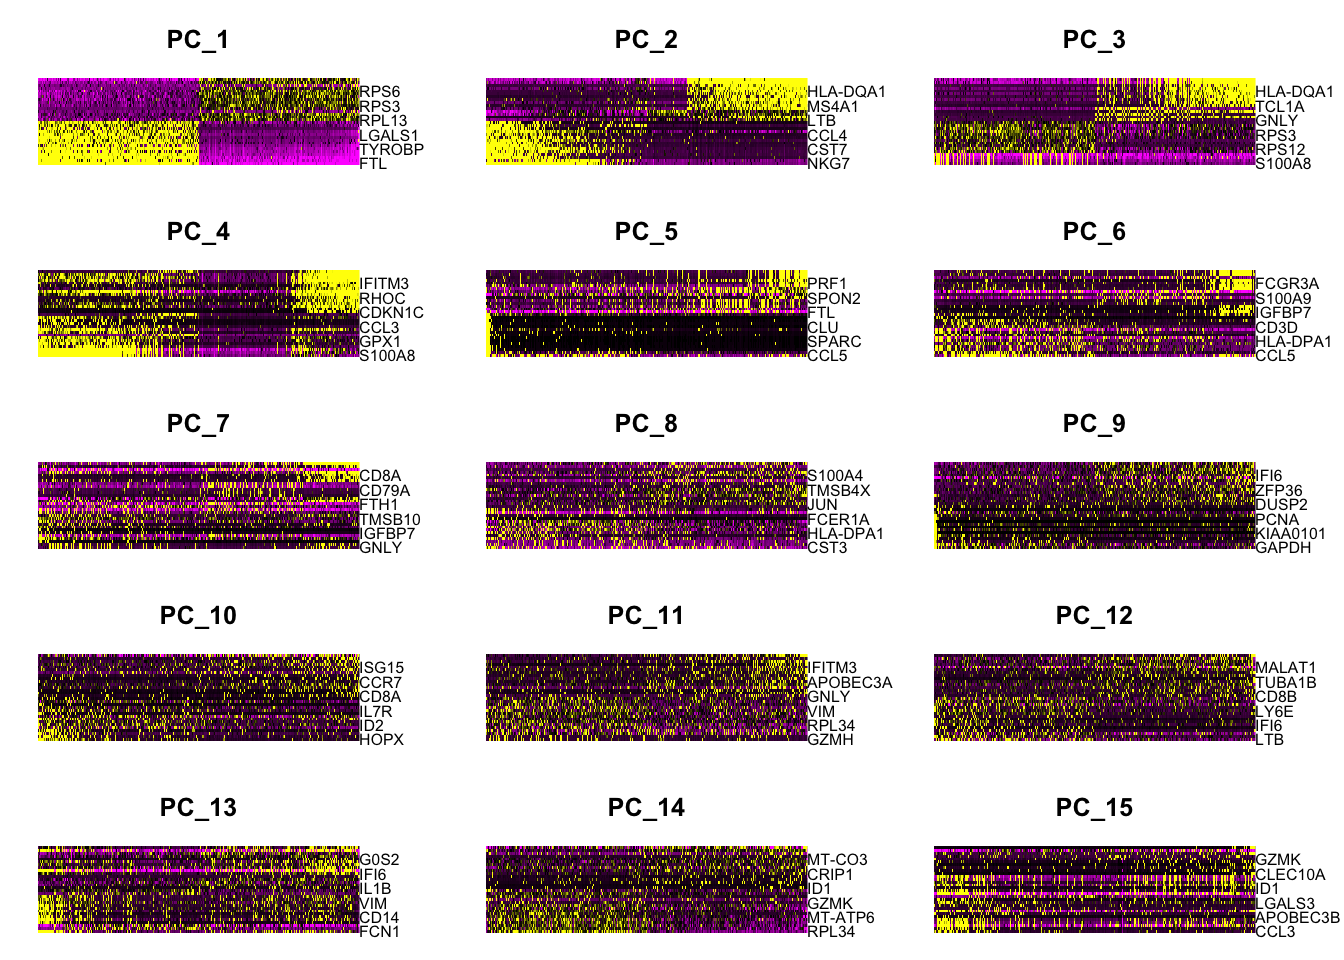 PC_1
RPS6
RPS3
RPL13
LGALS1
TYROBP
FTL
PC_2
HLA-DQA1
MS4A1
LTB
CCL4
CST7
NKG7
PC_3
HLA-DQA1
TCL1A
GNLY
RPS3
RPS12
S100A8
PC_4
IFITM3
RHOC
CDKN1C
CCL3
GPX1
S100A8
PC_5
PRF1
SPON2
FTL
CLU
SPARC
CCL5
PC_6
FCGR3A
S100A9
IGFBP7
CD3D
HLA-DPA1
CCL5
PC_7
CD8A
CD79A
FTH1
TMSB10
IGFBP7
GNLY
PC_8
S100A4
TMSB4X
JUN
FCER1A
HLA-DPA1
CST3
PC_9
IFI6
ZFP36
DUSP2
PCNA
KIAA0101
GAPDH
PC_10
ISG15
CCR7
CD8A
IL7R
ID2
HOPX
PC_11
IFITM3
APOBEC3A
GNLY
VIM
RPL34
GZMH
PC_12
MALAT1
TUBA1B
CD8B
LY6E
IFI6
LTB
PC_13
G0S2
IFI6
IL1B
VIM
CD14
FCN1
PC_14
MT-CO3
CRIP1
ID1
GZMK
MT-ATP6
RPL34
PC_15
GZMK
CLEC10A
ID1
LGALS3
APOBEC3B
CCL3